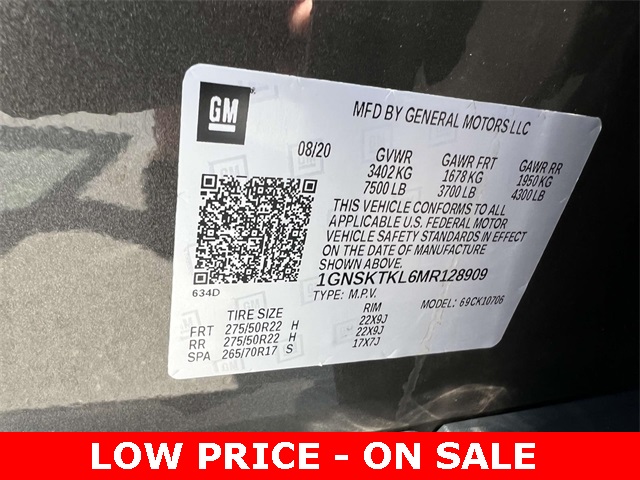 GM
MFD BY GENERAL MOTORS LLC
08/20 GVWR GAWR FRT GAWR RR
3402 KG 1678 KG 1950 KG
7500 LB 3700 LB 4300 LB
THIS VEHICLE CONFORMS TO ALL
APPLICABLE U.S. FEDERAL MOTOR
VEHICLE SAFETY STANDARDS IN EFFECT
ON THE DATE OF MANUFACTURE
SHOWN ABOVE.
1GNSKTKL6MR128909
634D TYPE: M.P.V. MODEL: 69CK10706
TIRE SIZE RIM
FRT 275/50R22 H 22X9J
RR 275/50R22 H 22X9J
SPA 265/70R17 S 17X7J
LOW PRICE - ON SALE